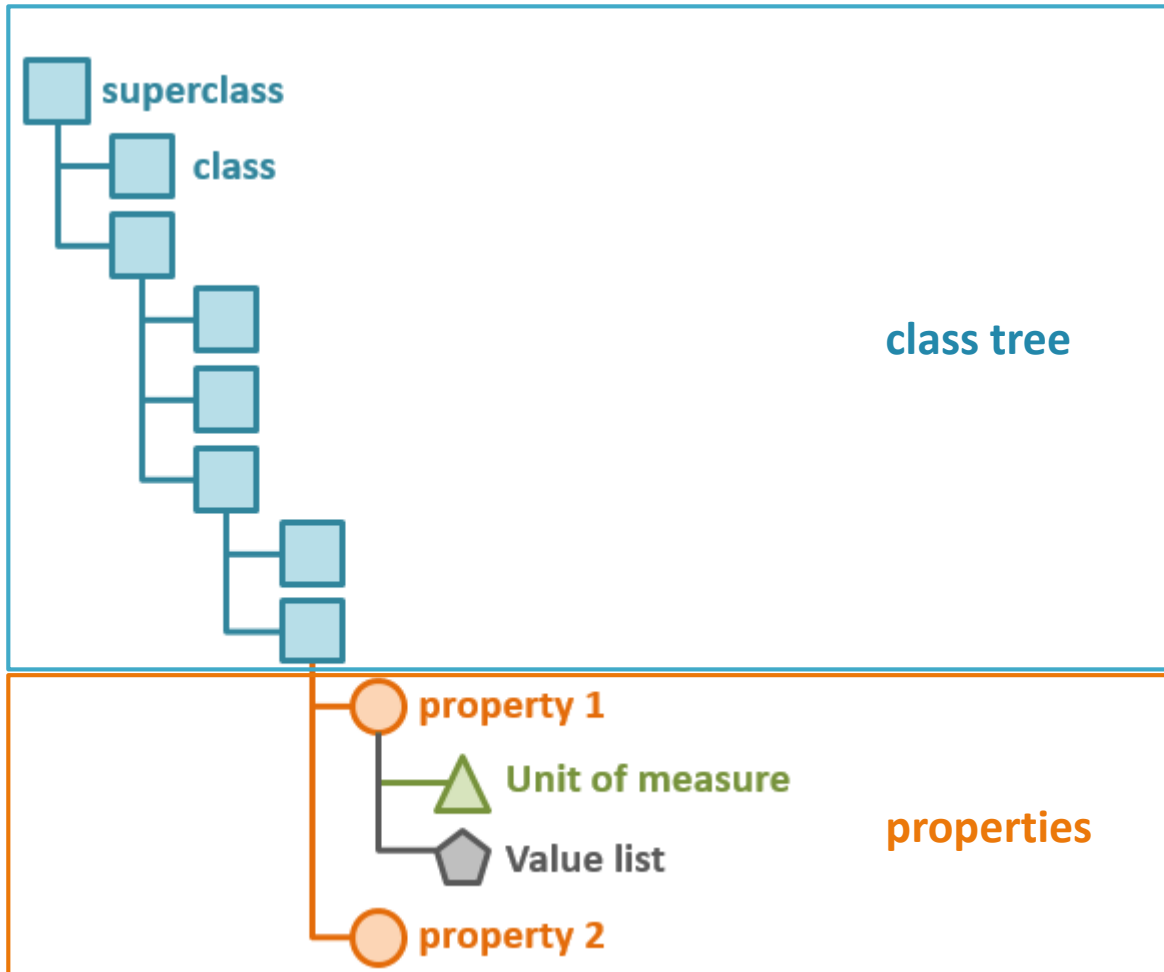 superclass
class
class tree
property 1
Unit of measure
properties
Value list
property 2